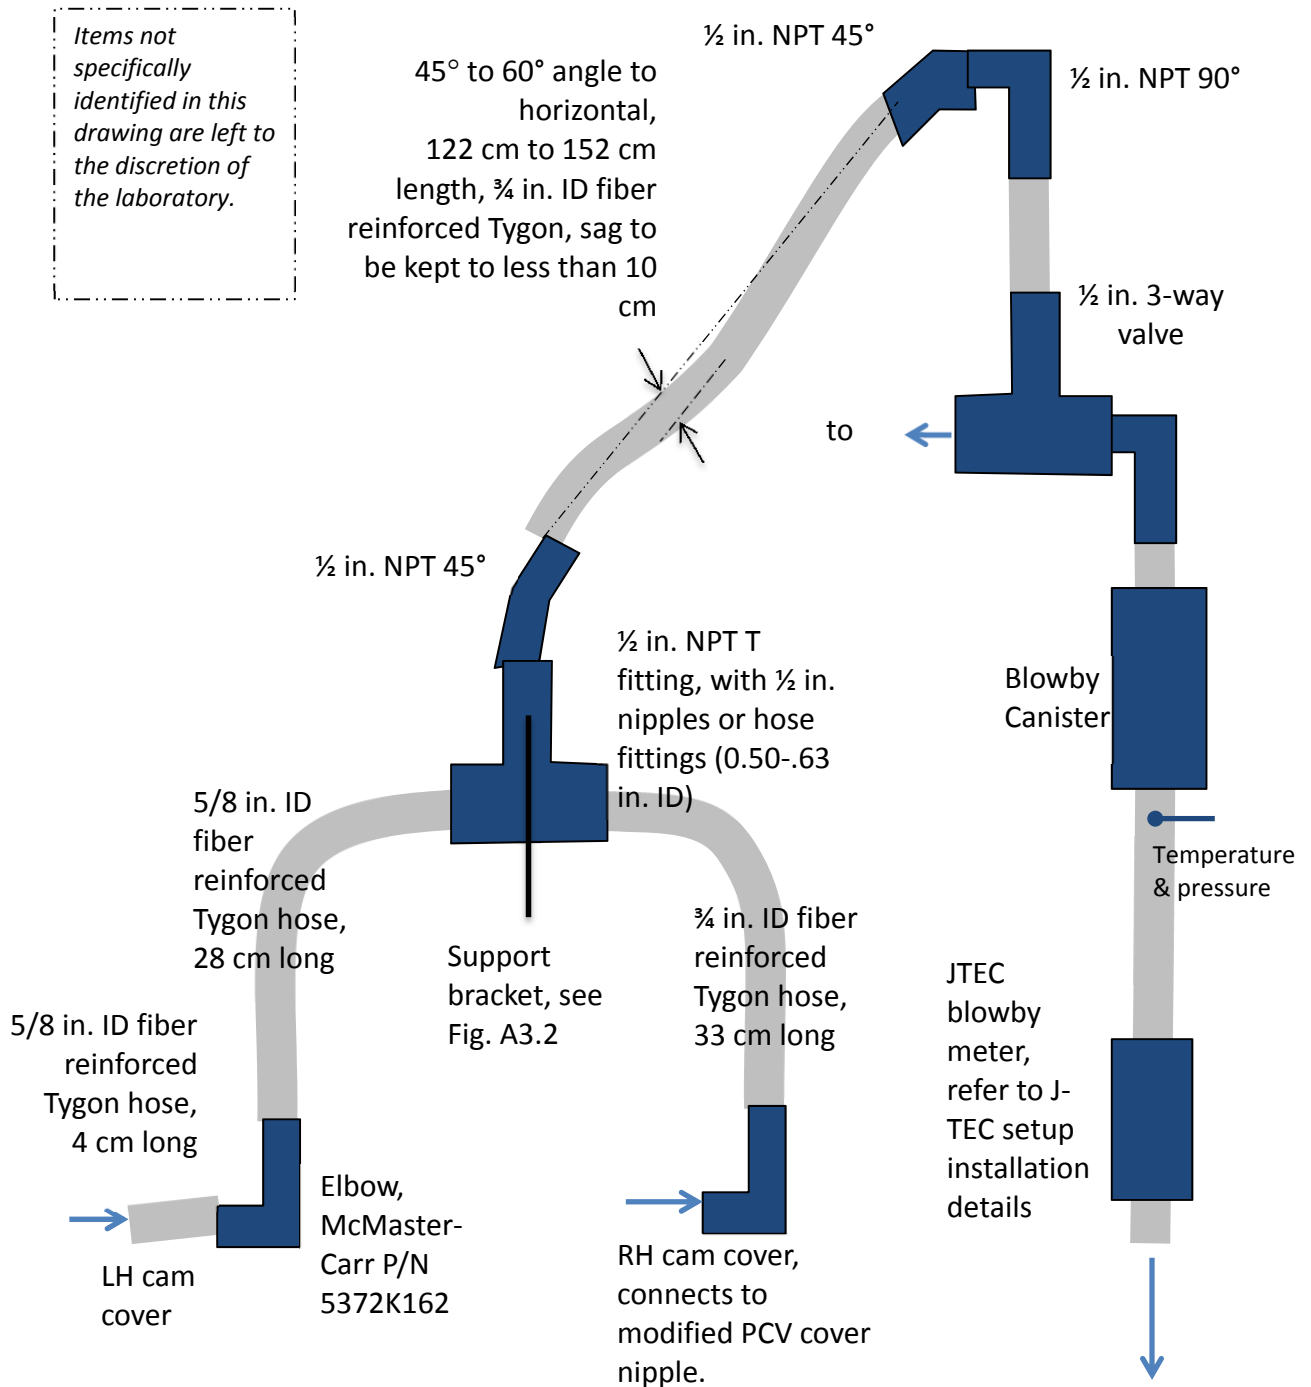 Items not
specifically
identified in this
drawing are left to
the discretion of
the laboratory.
½ in. NPT 45°
45° to 60° angle to
horizontal,
122 cm to 152 cm
length, ¾ in. ID fiber
reinforced Tygon, sag to
be kept to less than 10
cm
½ in. NPT 90°
½ in. 3-way
valve
to
½ in. NPT 45°
½ in. NPT T
fitting, with ½ in.
nipples or hose
fittings (0.50-.63
in. ID)
Blowby
Canister
5/8 in. ID
fiber
reinforced
Tygon hose,
28 cm long
Temperature
& pressure
¾ in. ID fiber
reinforced
Tygon hose,
33 cm long
Support
bracket, see
Fig. A3.2
JTEC
blowby
meter,
refer to J-
TEC setup
installation
details
5/8 in. ID fiber
reinforced
Tygon hose,
4 cm long
Elbow,
McMaster-
Carr P/N
5372K162
LH cam
cover
RH cam cover,
connects to
modified PCV cover
nipple.